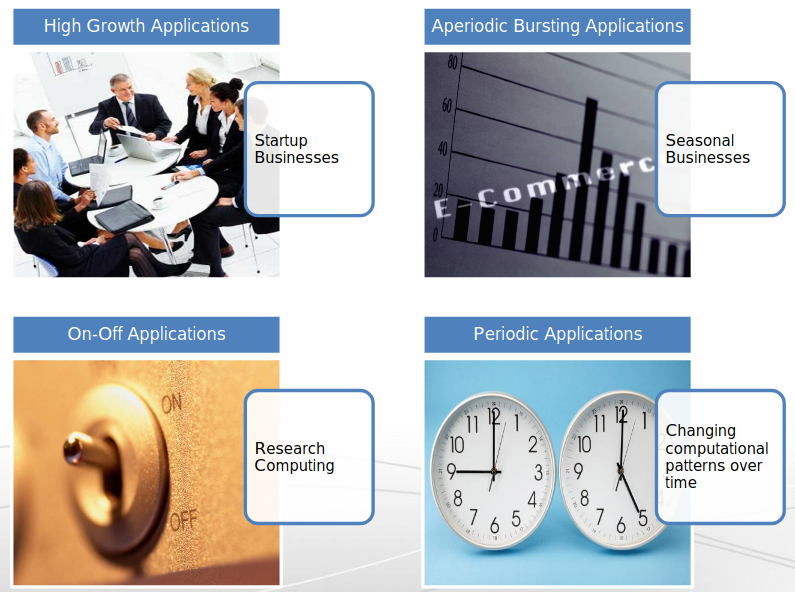 High Growth Applications
Startup
Businesses
Aperiodic Bursting Applications
80
60
40
20
0
E-Commerc
Seasonal
Businesses
On-Off Applications
ON
OFF
Research
Computing
Periodic Applications
12
11 1
10 2
9 3
8 4
7 5
6
12
11 1
10
9
8 4
7 5
6
Changing
computational
patterns over
time